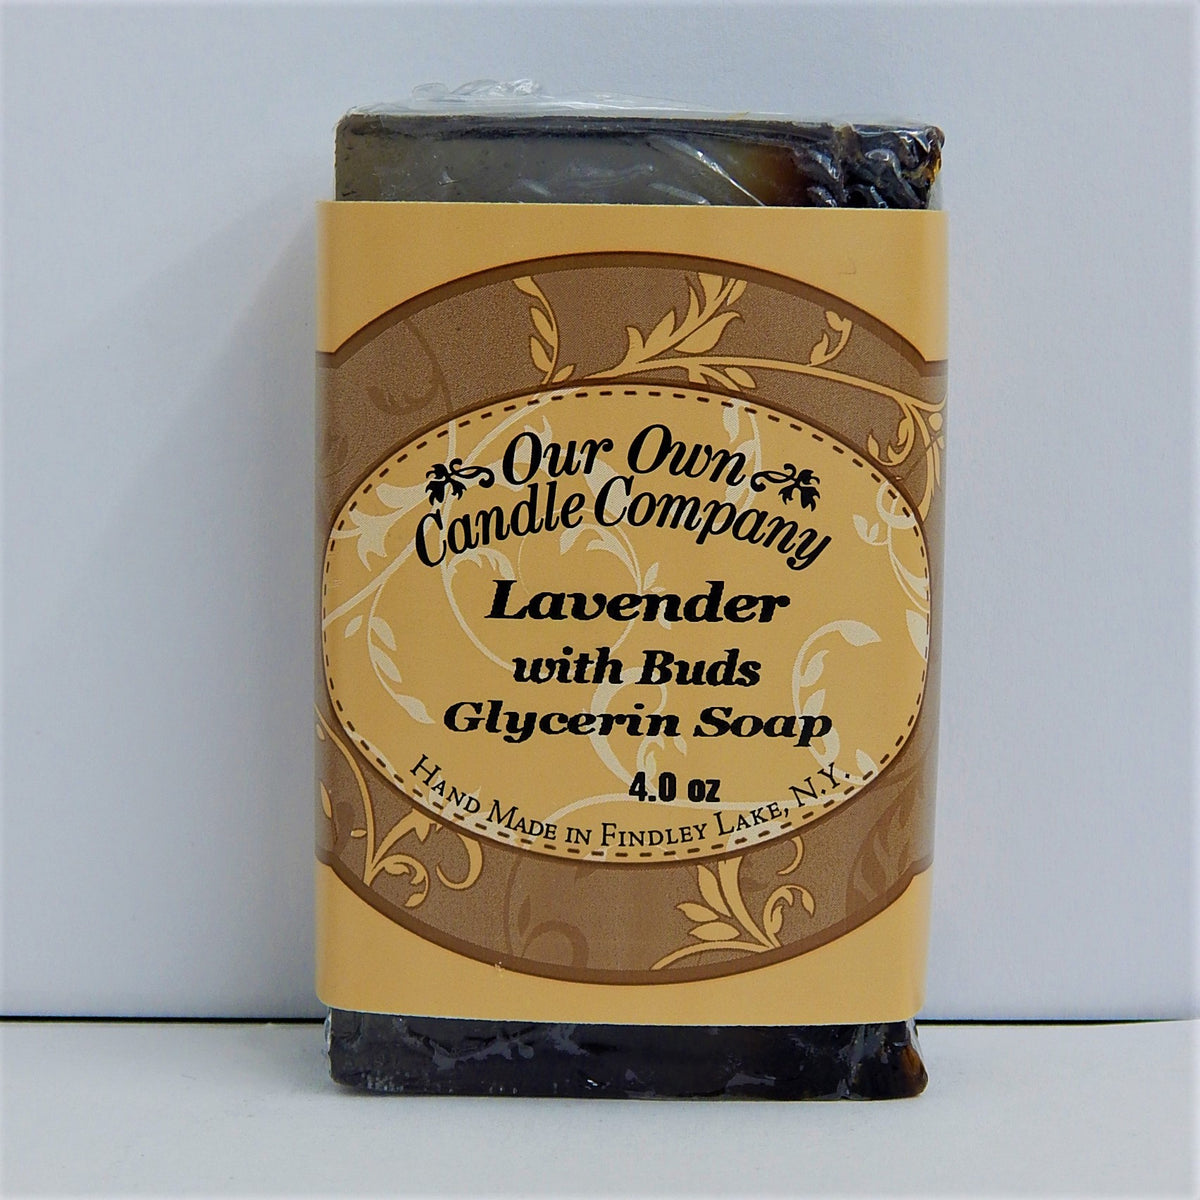 Our Own
Candle Company
Lavender
with Buds
Glycerin Soap
4.0 oz
Hand Made in Findley Lake, N.Y.